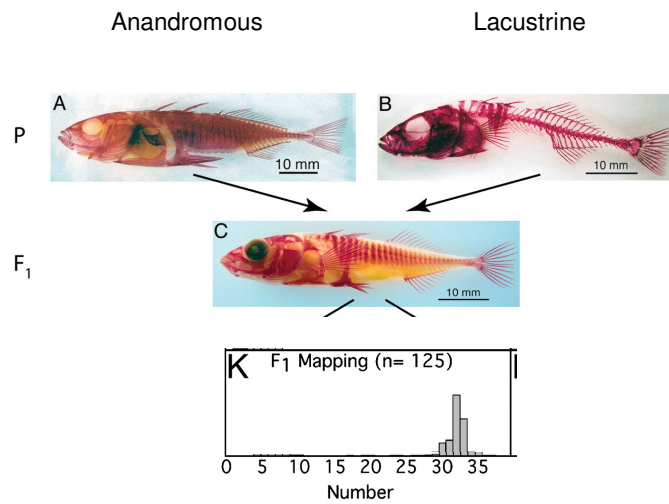 Anandromous Lacustrine
P
A
10 mm
B
10 mm
F1
C
10 mm
K F1 Mapping (n= 125)
0 5 10 15 20 25 30 35
Number